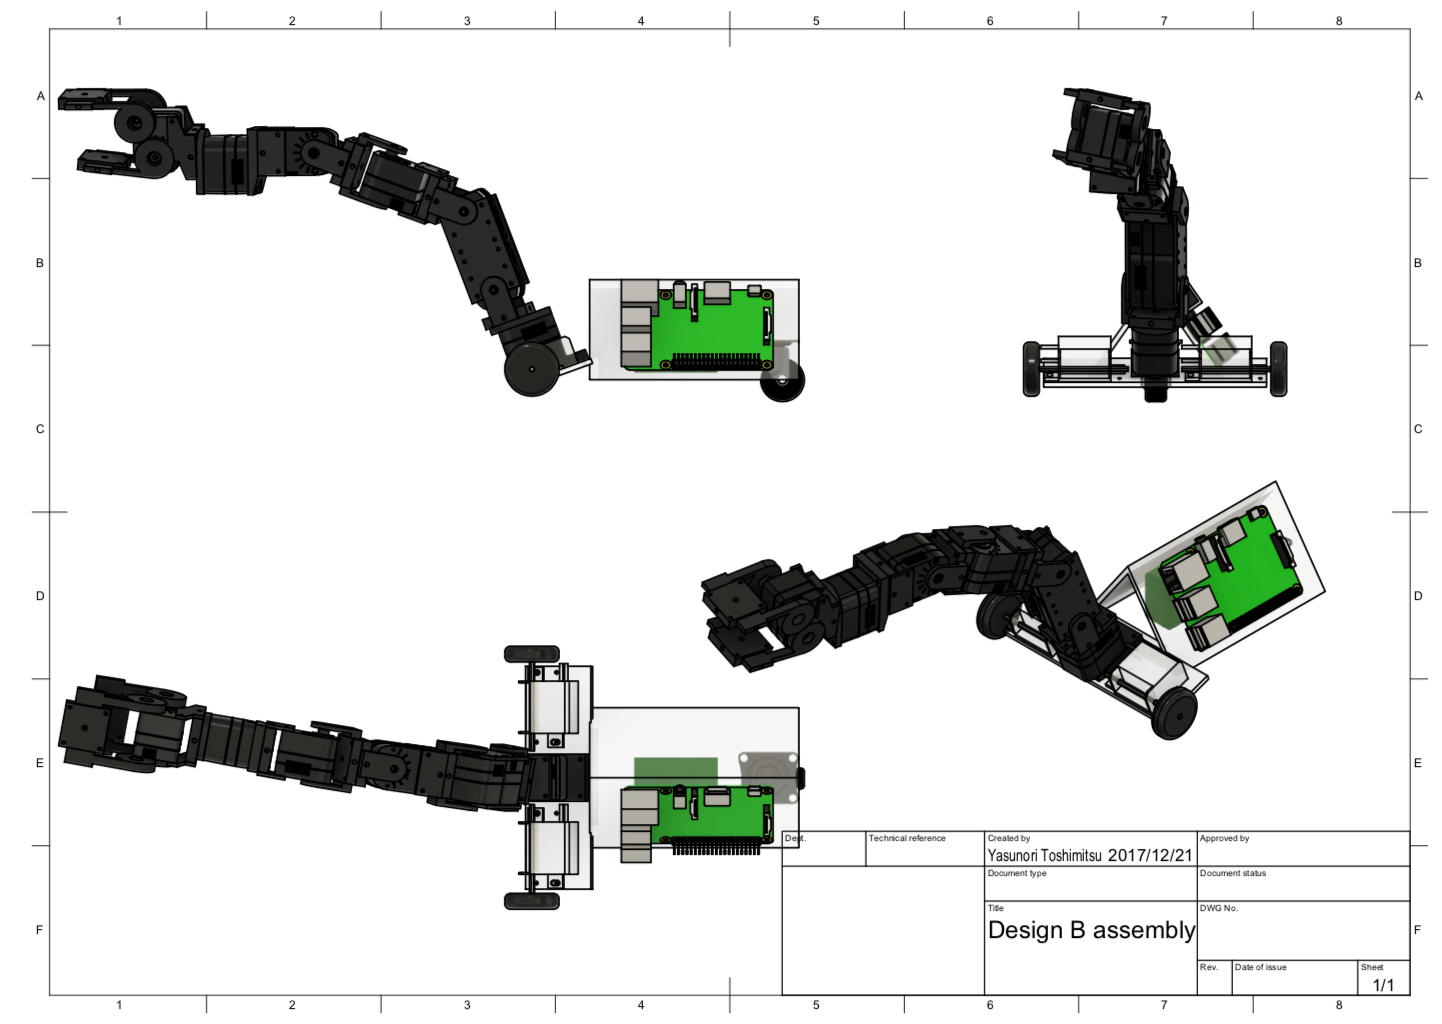 1 2 3 4 5 6 7 8
A A
B B
C C
D D
E E
F F
Dept. Technical reference Created by Approved by
Yasunori Toshimitsu 2017/12/21
Document type Document status
Title DWG No.
Design B assembly
Rev. Date of issue Sheet
1/1
1 2 3 4 5 6 7 8